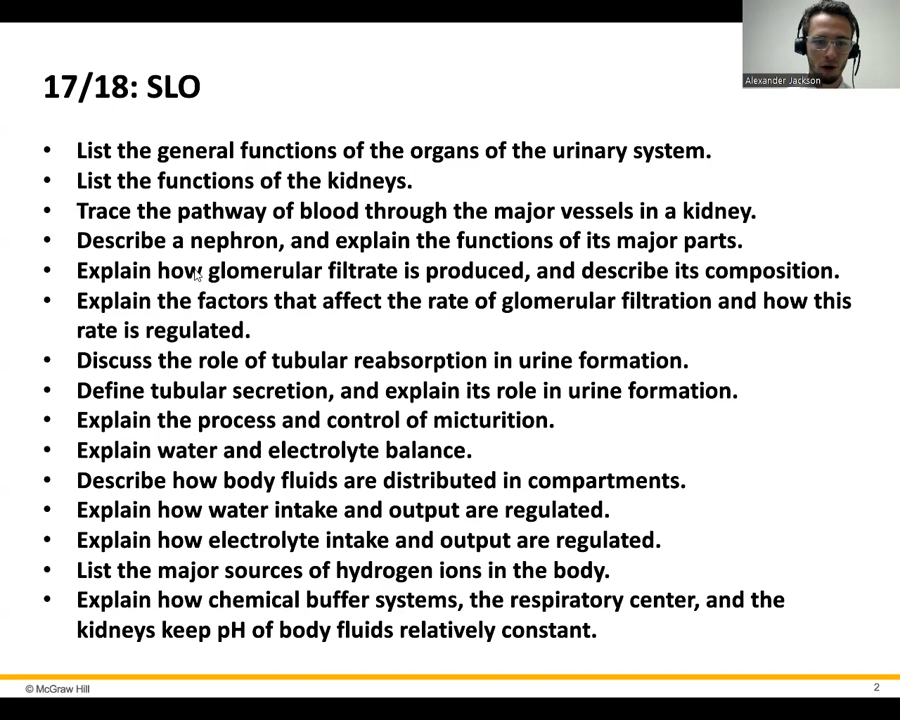 Alexander Jackson
17/18: SLO
• List the general functions of the organs of the urinary system.
• List the functions of the kidneys.
• Trace the pathway of blood through the major vessels in a kidney.
• Describe a nephron, and explain the functions of its major parts.
• Explain how glomerular filtrate is produced, and describe its composition.
• Explain the factors that affect the rate of glomerular filtration and how this
rate is regulated.
• Discuss the role of tubular reabsorption in urine formation.
• Define tubular secretion, and explain its role in urine formation.
• Explain the process and control of micturition.
• Explain water and electrolyte balance.
• Describe how body fluids are distributed in compartments.
• Explain how water intake and output are regulated.
• Explain how electrolyte intake and output are regulated.
• List the major sources of hydrogen ions in the body.
• Explain how chemical buffer systems, the respiratory center, and the
kidneys keep pH of body fluids relatively constant.
© McGraw Hill
2